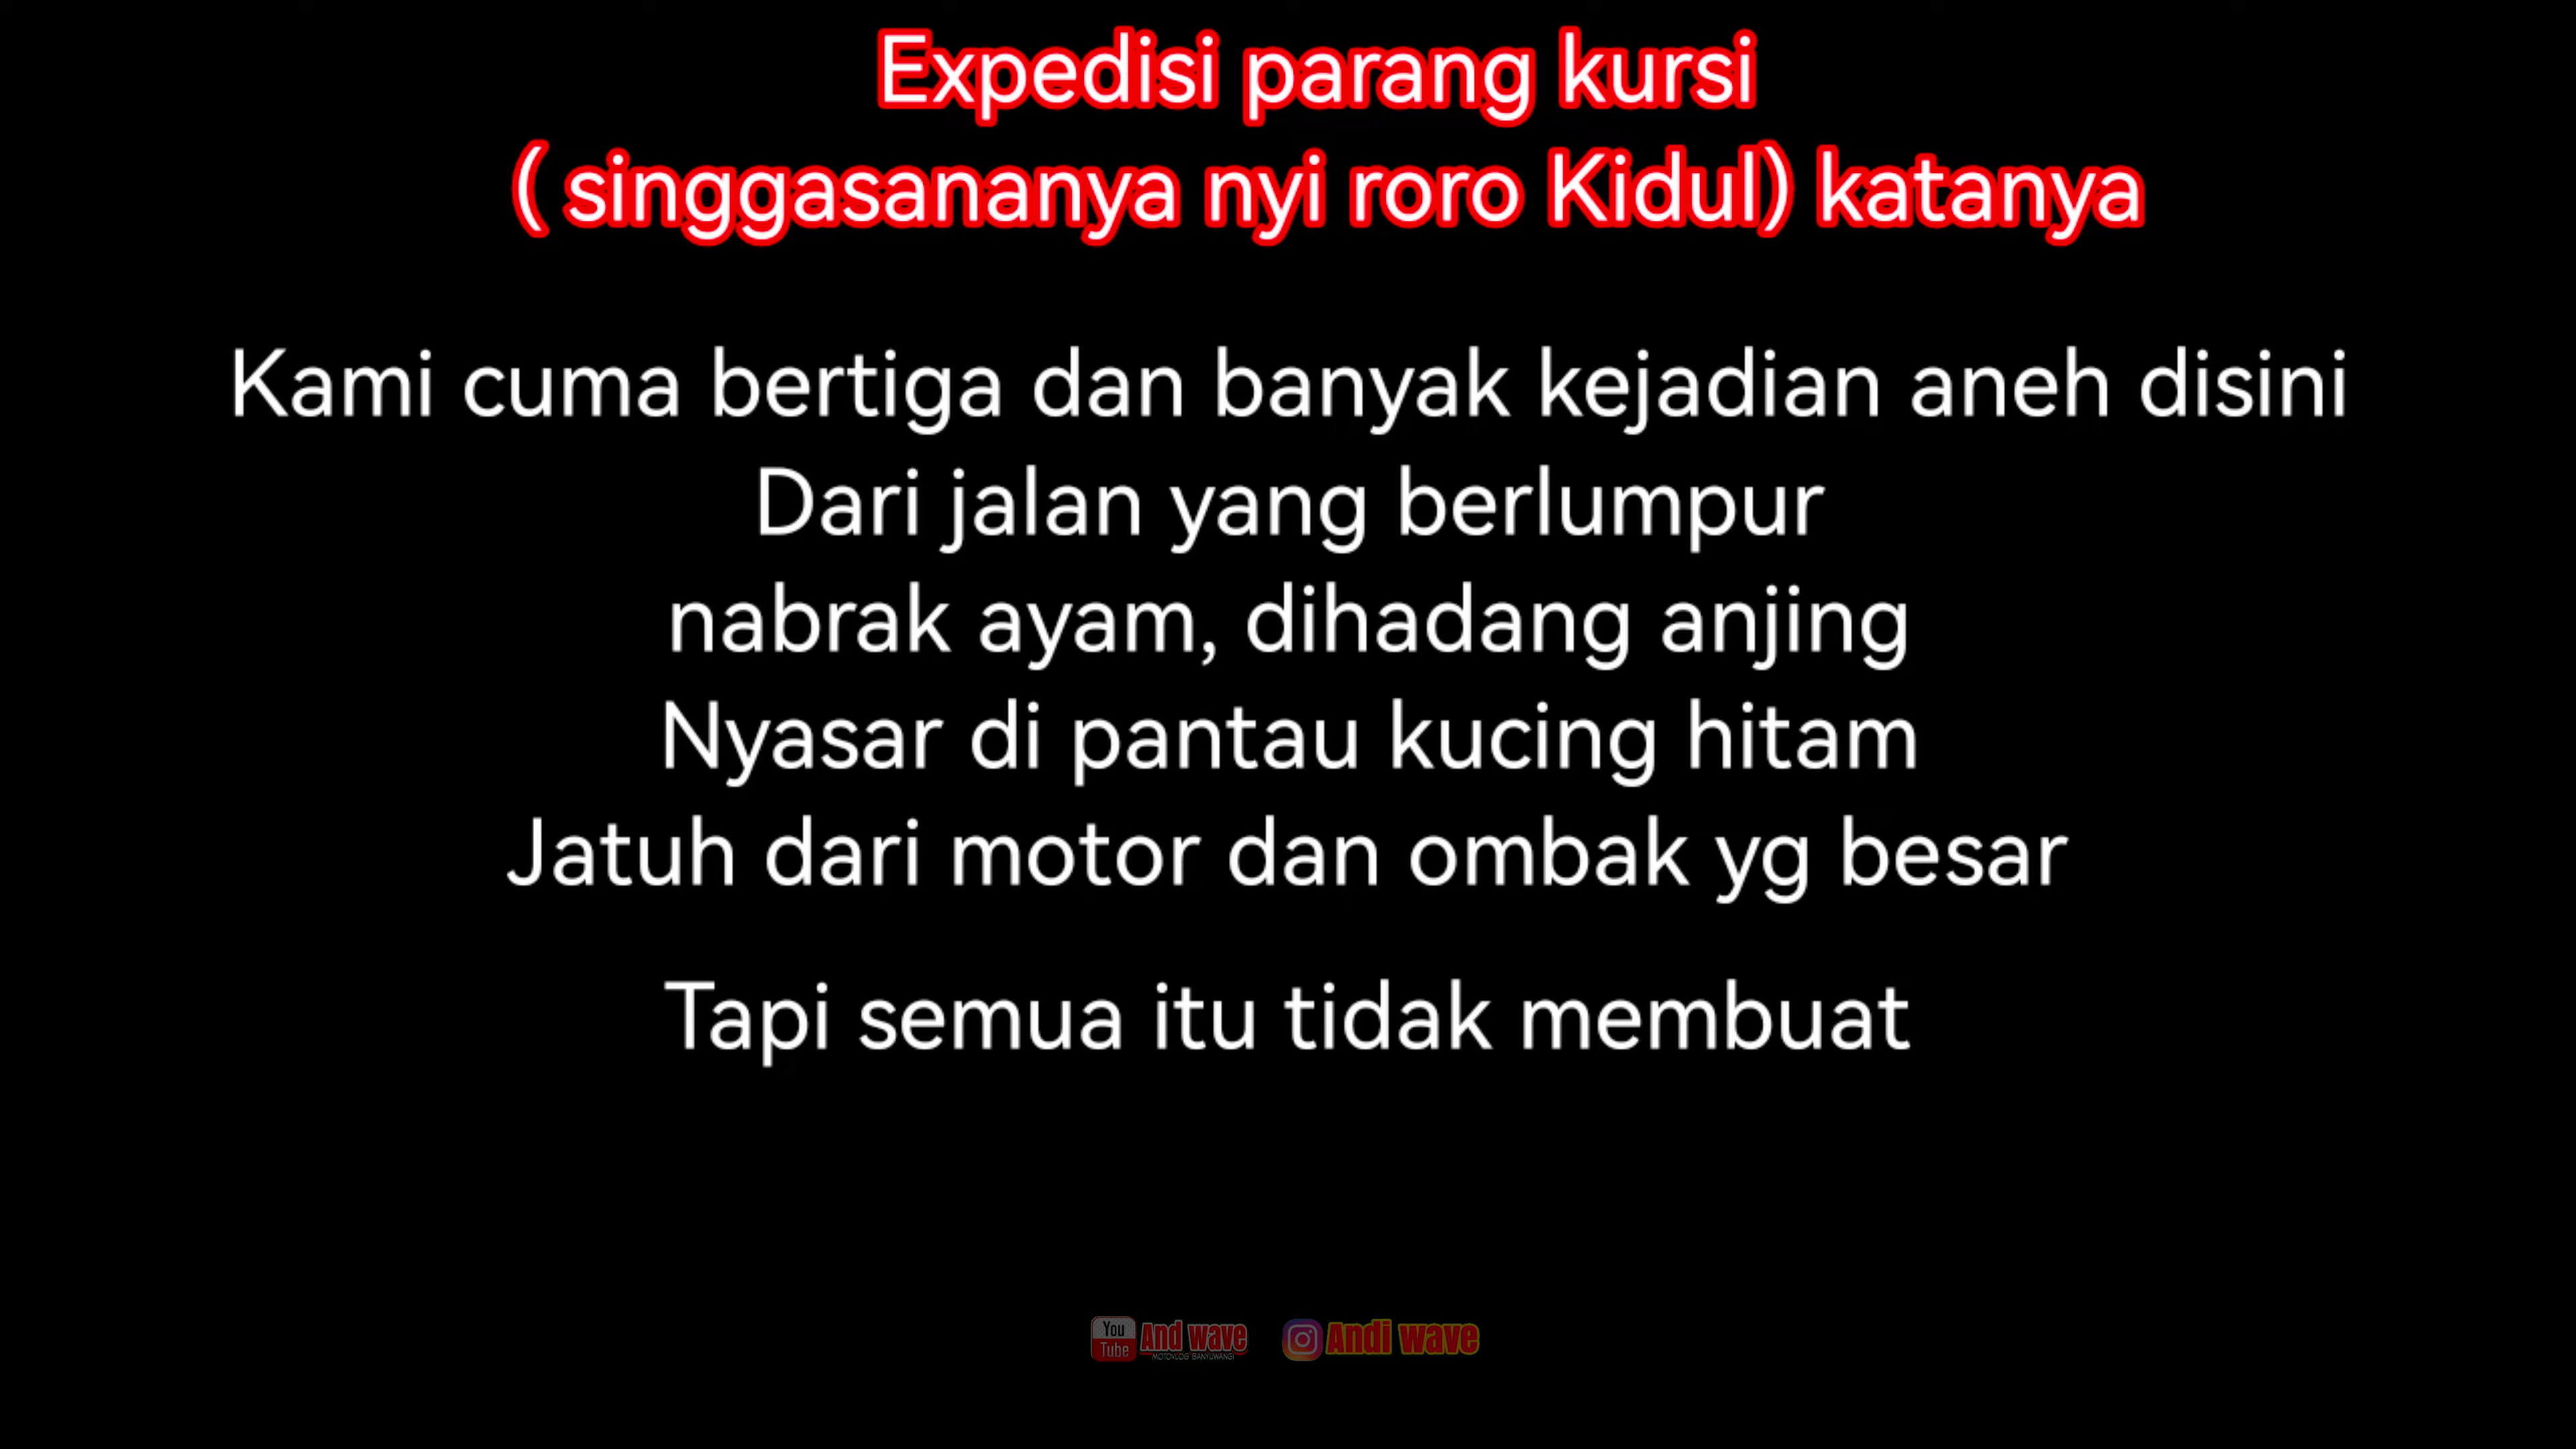 Expedisi parang kursi
( singgasananya nyi roro Kidul) katanya
Kami cuma bertiga dan banyak kejadian aneh disini
Dari jalan yang berlumpur
nabrak ayam, dihadang anjing
Nyasar di pantau kucing hitam
Jatuh dari motor dan ombak yg besar
Tapi semua itu tidak membuat
You Tube And wave
MOTOVLOG BANYUWANGI
Andi wave